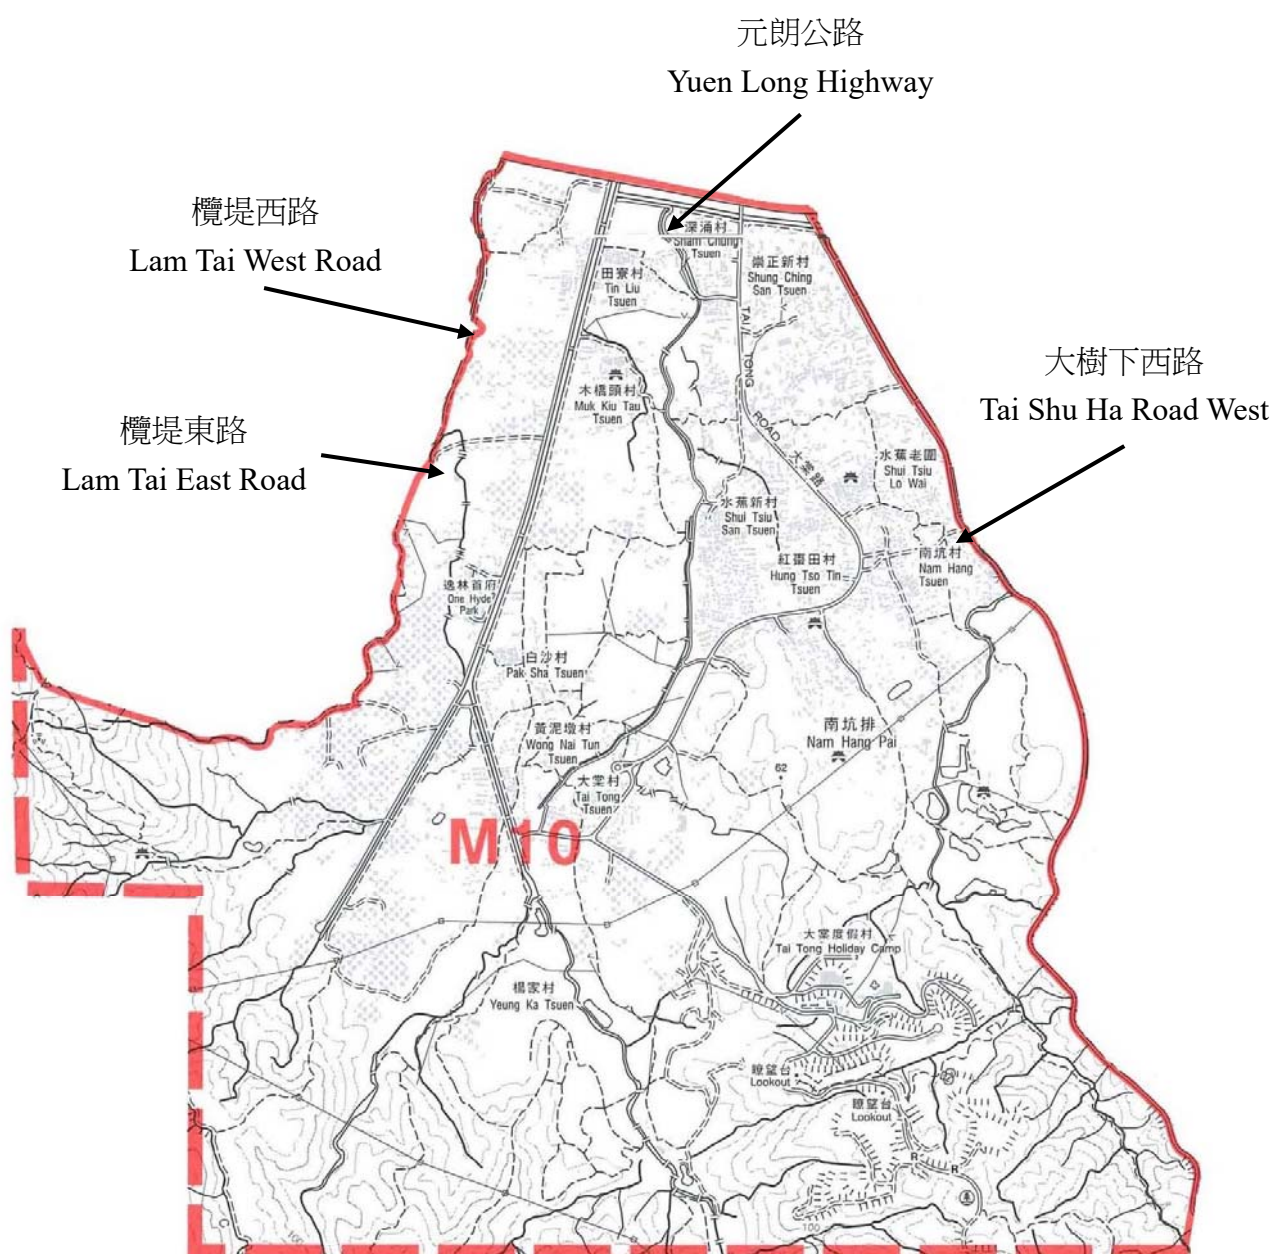 元朗公路
Yuen Long Highway
欖堤西路
Lam Tai West Road
深涌村
Sham Chung
Tsuen
田寮村
Tin Liu
Tsuen
崇正新村
Shung Ching
San Tsuen
TAI TONG ROAD 大棠路
大樹下西路
Tai Shu Ha Road West
木橋頭村
Muk Kiu Tau
Tsuen
欖堤東路
Lam Tai East Road
水蕉老圍
Shui Tsiu
Lo Wai
水蕉新村
Shui Tsiu
San Tsuen
南坑村
Nam Hang
Tsuen
紅棗田村
Hung Tso Tin
Tsuen
逸林首府
One Hyde
Park
白沙村
Pak Sha Tsuen
黃泥墩村
Wong Nai Tun
Tsuen
南坑排
Nam Hang Pai
62
大棠村
Tai Tong
Tsuen
M10
大棠度假村
Tai Tong Holiday Camp
楊家村
Yeung Ka Tsuen
瞭望台
Lookout
瞭望台
Lookout
R
R
100
100